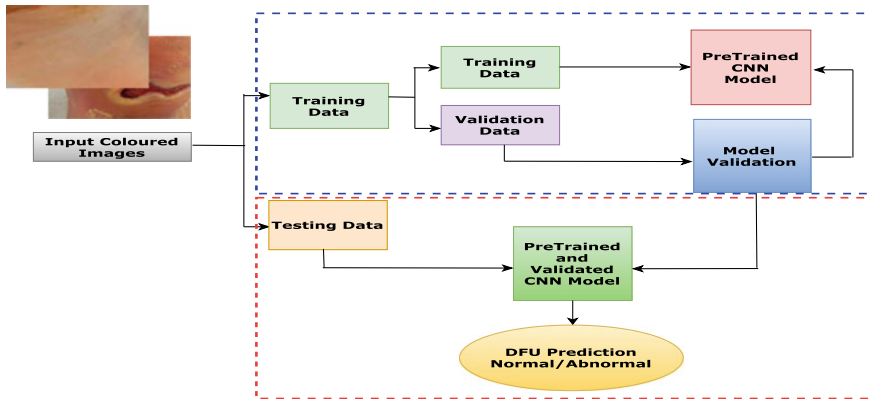 Input Coloured
Images
Training
Data
Training
Data
Validation
Data
PreTrained
CNN
Model
Model
Validation
Testing Data
PreTrained
and
Validated
CNN Model
DFU Prediction
Normal/Abnormal